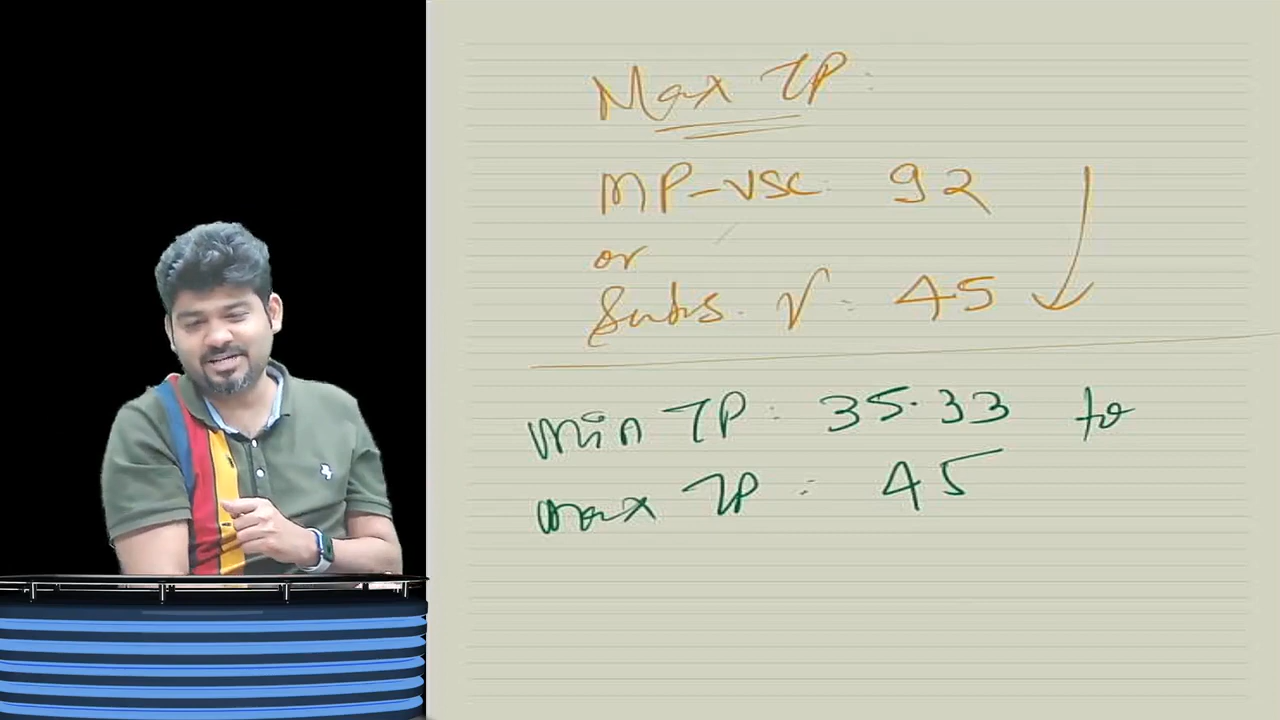 Max TP:
MP-VSC: 92
or
Subs. V: 45
Min TP: 35.33 to
max TP: 45